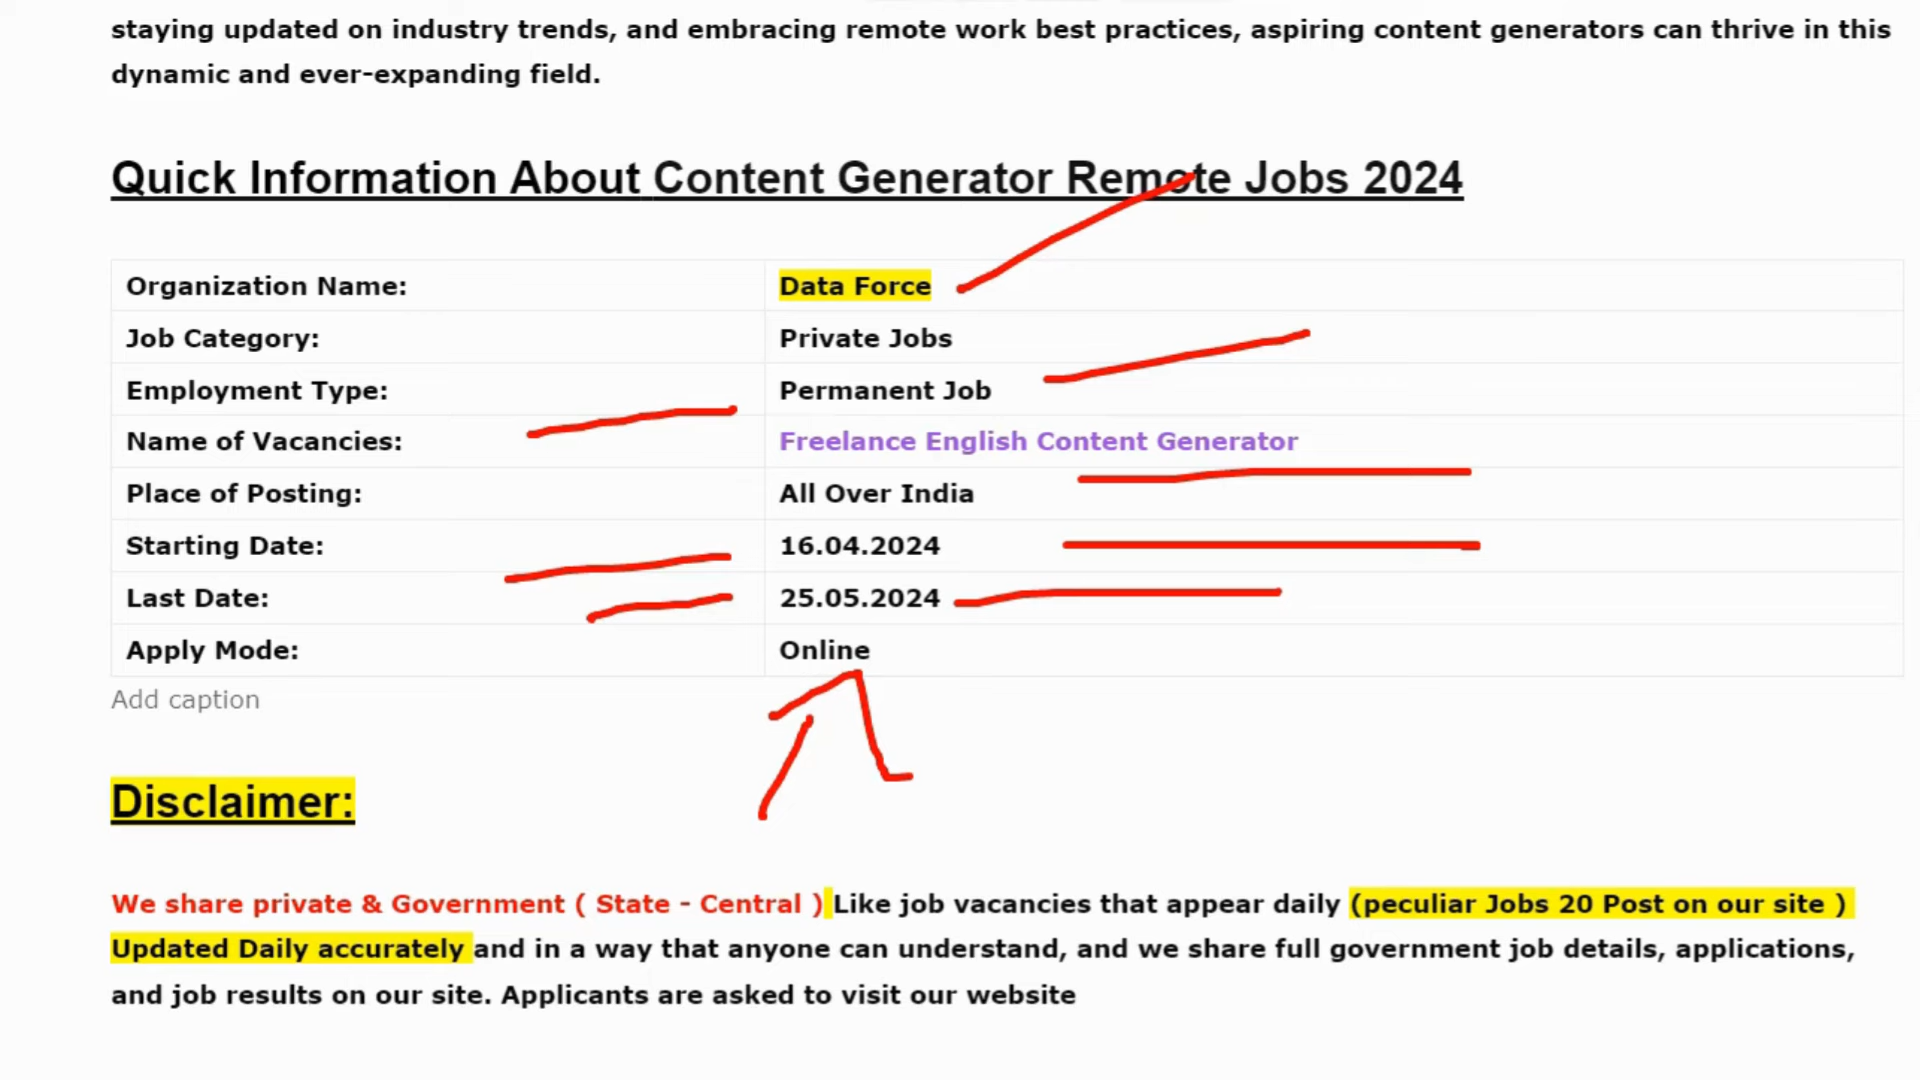 staying updated on industry trends, and embracing remote work best practices, aspiring content generators can thrive in this
dynamic and ever-expanding field.
Quick Information About Content Generator Remote Jobs 2024
Organization Name: Data Force
Job Category: Private Jobs
Employment Type: Permanent Job
Name of Vacancies: Freelance English Content Generator
Place of Posting: All Over India
Starting Date: 16.04.2024
Last Date: 25.05.2024
Apply Mode: Online
Add caption
Disclaimer:
We share private & Government ( State - Central ) Like job vacancies that appear daily (peculiar Jobs 20 Post on our site )
Updated Daily accurately and in a way that anyone can understand, and we share full government job details, applications,
and job results on our site. Applicants are asked to visit our website